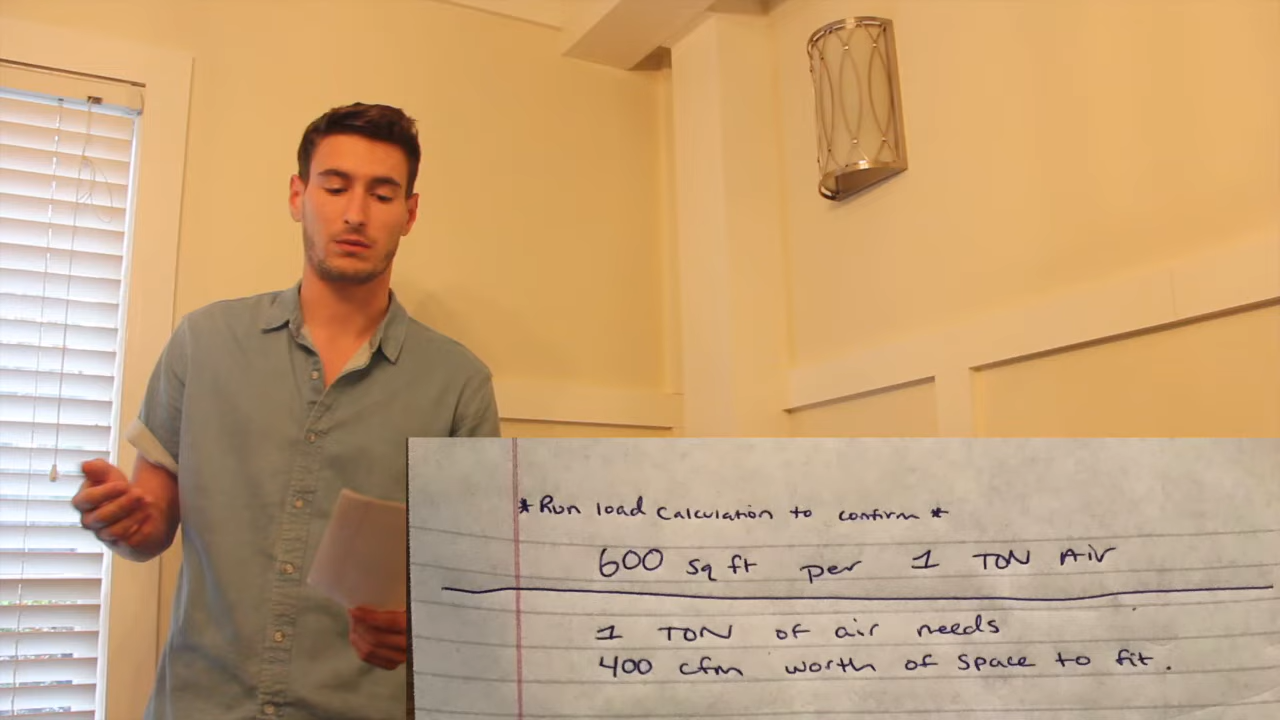 *Run load calculation to confirm*
600 sq ft per 1 TON Air
1 TON of air needs
400 cfm worth of space to fit.